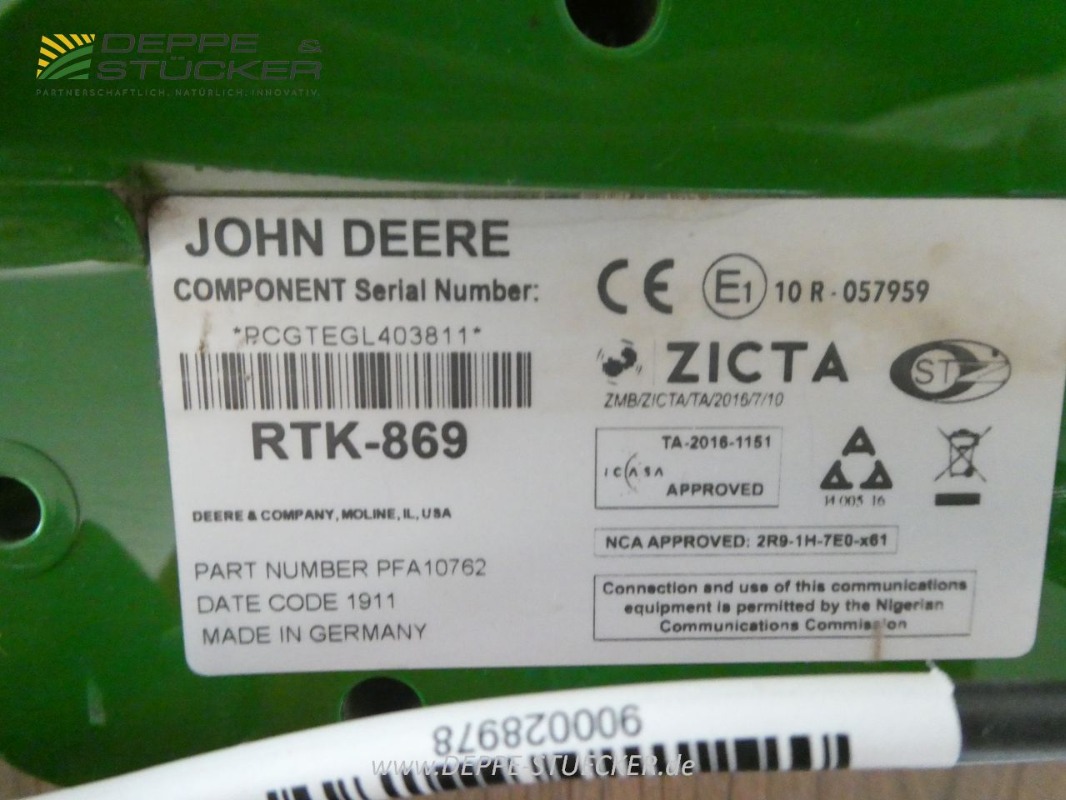 DEPPE &
STÜCKER
PARTNERSCHAFTLICH. NATÜRLICH. INNOVATIV.
JOHN DEERE
COMPONENT Serial Number:
*PCGTEGL403811*
RTK-869
DEERE & COMPANY, MOLINE, IL, USA
PART NUMBER PFA10762
DATE CODE 1911
MADE IN GERMANY
CE E1 10 R - 057959
ZICTA
ZMB/ZICTA/TA/2016/7/10
STZ
TA-2016-1151
ICASA
APPROVED
14 005 16
NCA APPROVED: 2R9-1H-7E0-x61
Connection and use of this communications
equipment is permitted by the Nigerian
Communications Commission
900028978
www.DEPPE-STUECKER.de